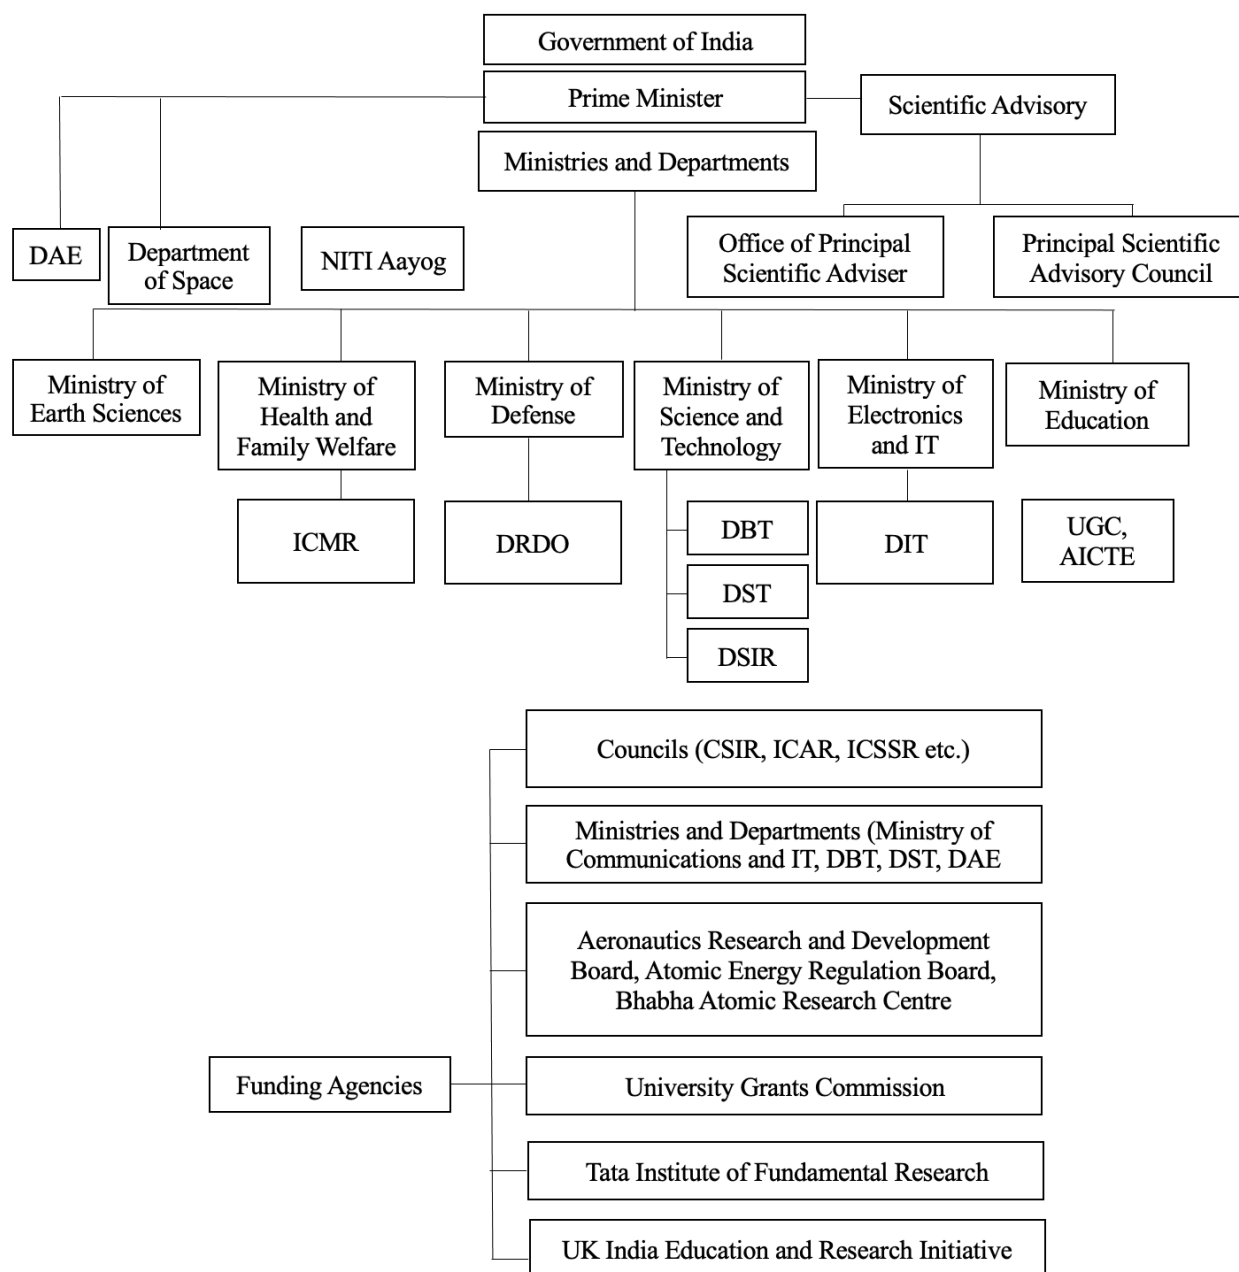 Government of India
Prime Minister
Scientific Advisory
Ministries and Departments
DAE
Department
of Space
NITI Aayog
Office of Principal
Scientific Adviser
Principal Scientific
Advisory Council
Ministry of
Earth Sciences
Ministry of
Health and
Family Welfare
Ministry of
Defense
Ministry of
Science and
Technology
Ministry of
Electronics
and IT
Ministry of
Education
ICMR
DRDO
DBT
DST
DSIR
DIT
UGC,
AICTE
Funding Agencies
Councils (CSIR, ICAR, ICSSR etc.)
Ministries and Departments (Ministry of
Communications and IT, DBT, DST, DAE
Aeronautics Research and Development
Board, Atomic Energy Regulation Board,
Bhabha Atomic Research Centre
University Grants Commission
Tata Institute of Fundamental Research
UK India Education and Research Initiative